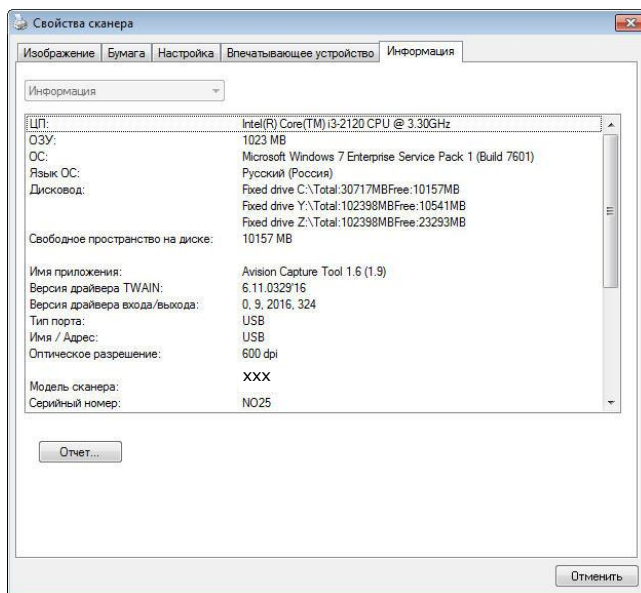 Свойства сканера
Изображение Бумага Настройка Впечатывающее устройство Информация
Информация
ЦП: Intel(R) Core(TM) i3-2120 CPU @ 3.30GHz
ОЗУ: 1023 MB
ОС: Microsoft Windows 7 Enterprise Service Pack 1 (Build 7601)
Язык ОС: Русский (Россия)
Дисковод: Fixed drive C:\Total:30717MBFree:10157MB
Fixed drive Y:\Total:102398MBFree:10541MB
Fixed drive Z:\Total:102398MBFree:23293MB
Свободное пространство на диске: 10157 MB
Имя приложения: Avision Capture Tool 1.6 (1.9)
Версия драйвера TWAIN: 6.11.0329'16
Версия драйвера входа/выхода: 0, 9, 2016, 324
Тип порта: USB
Имя / Адрес: USB
Оптическое разрешение: 600 dpi
Модель сканера: XXX
Серийный номер: NO25
Отчет...
Отменить